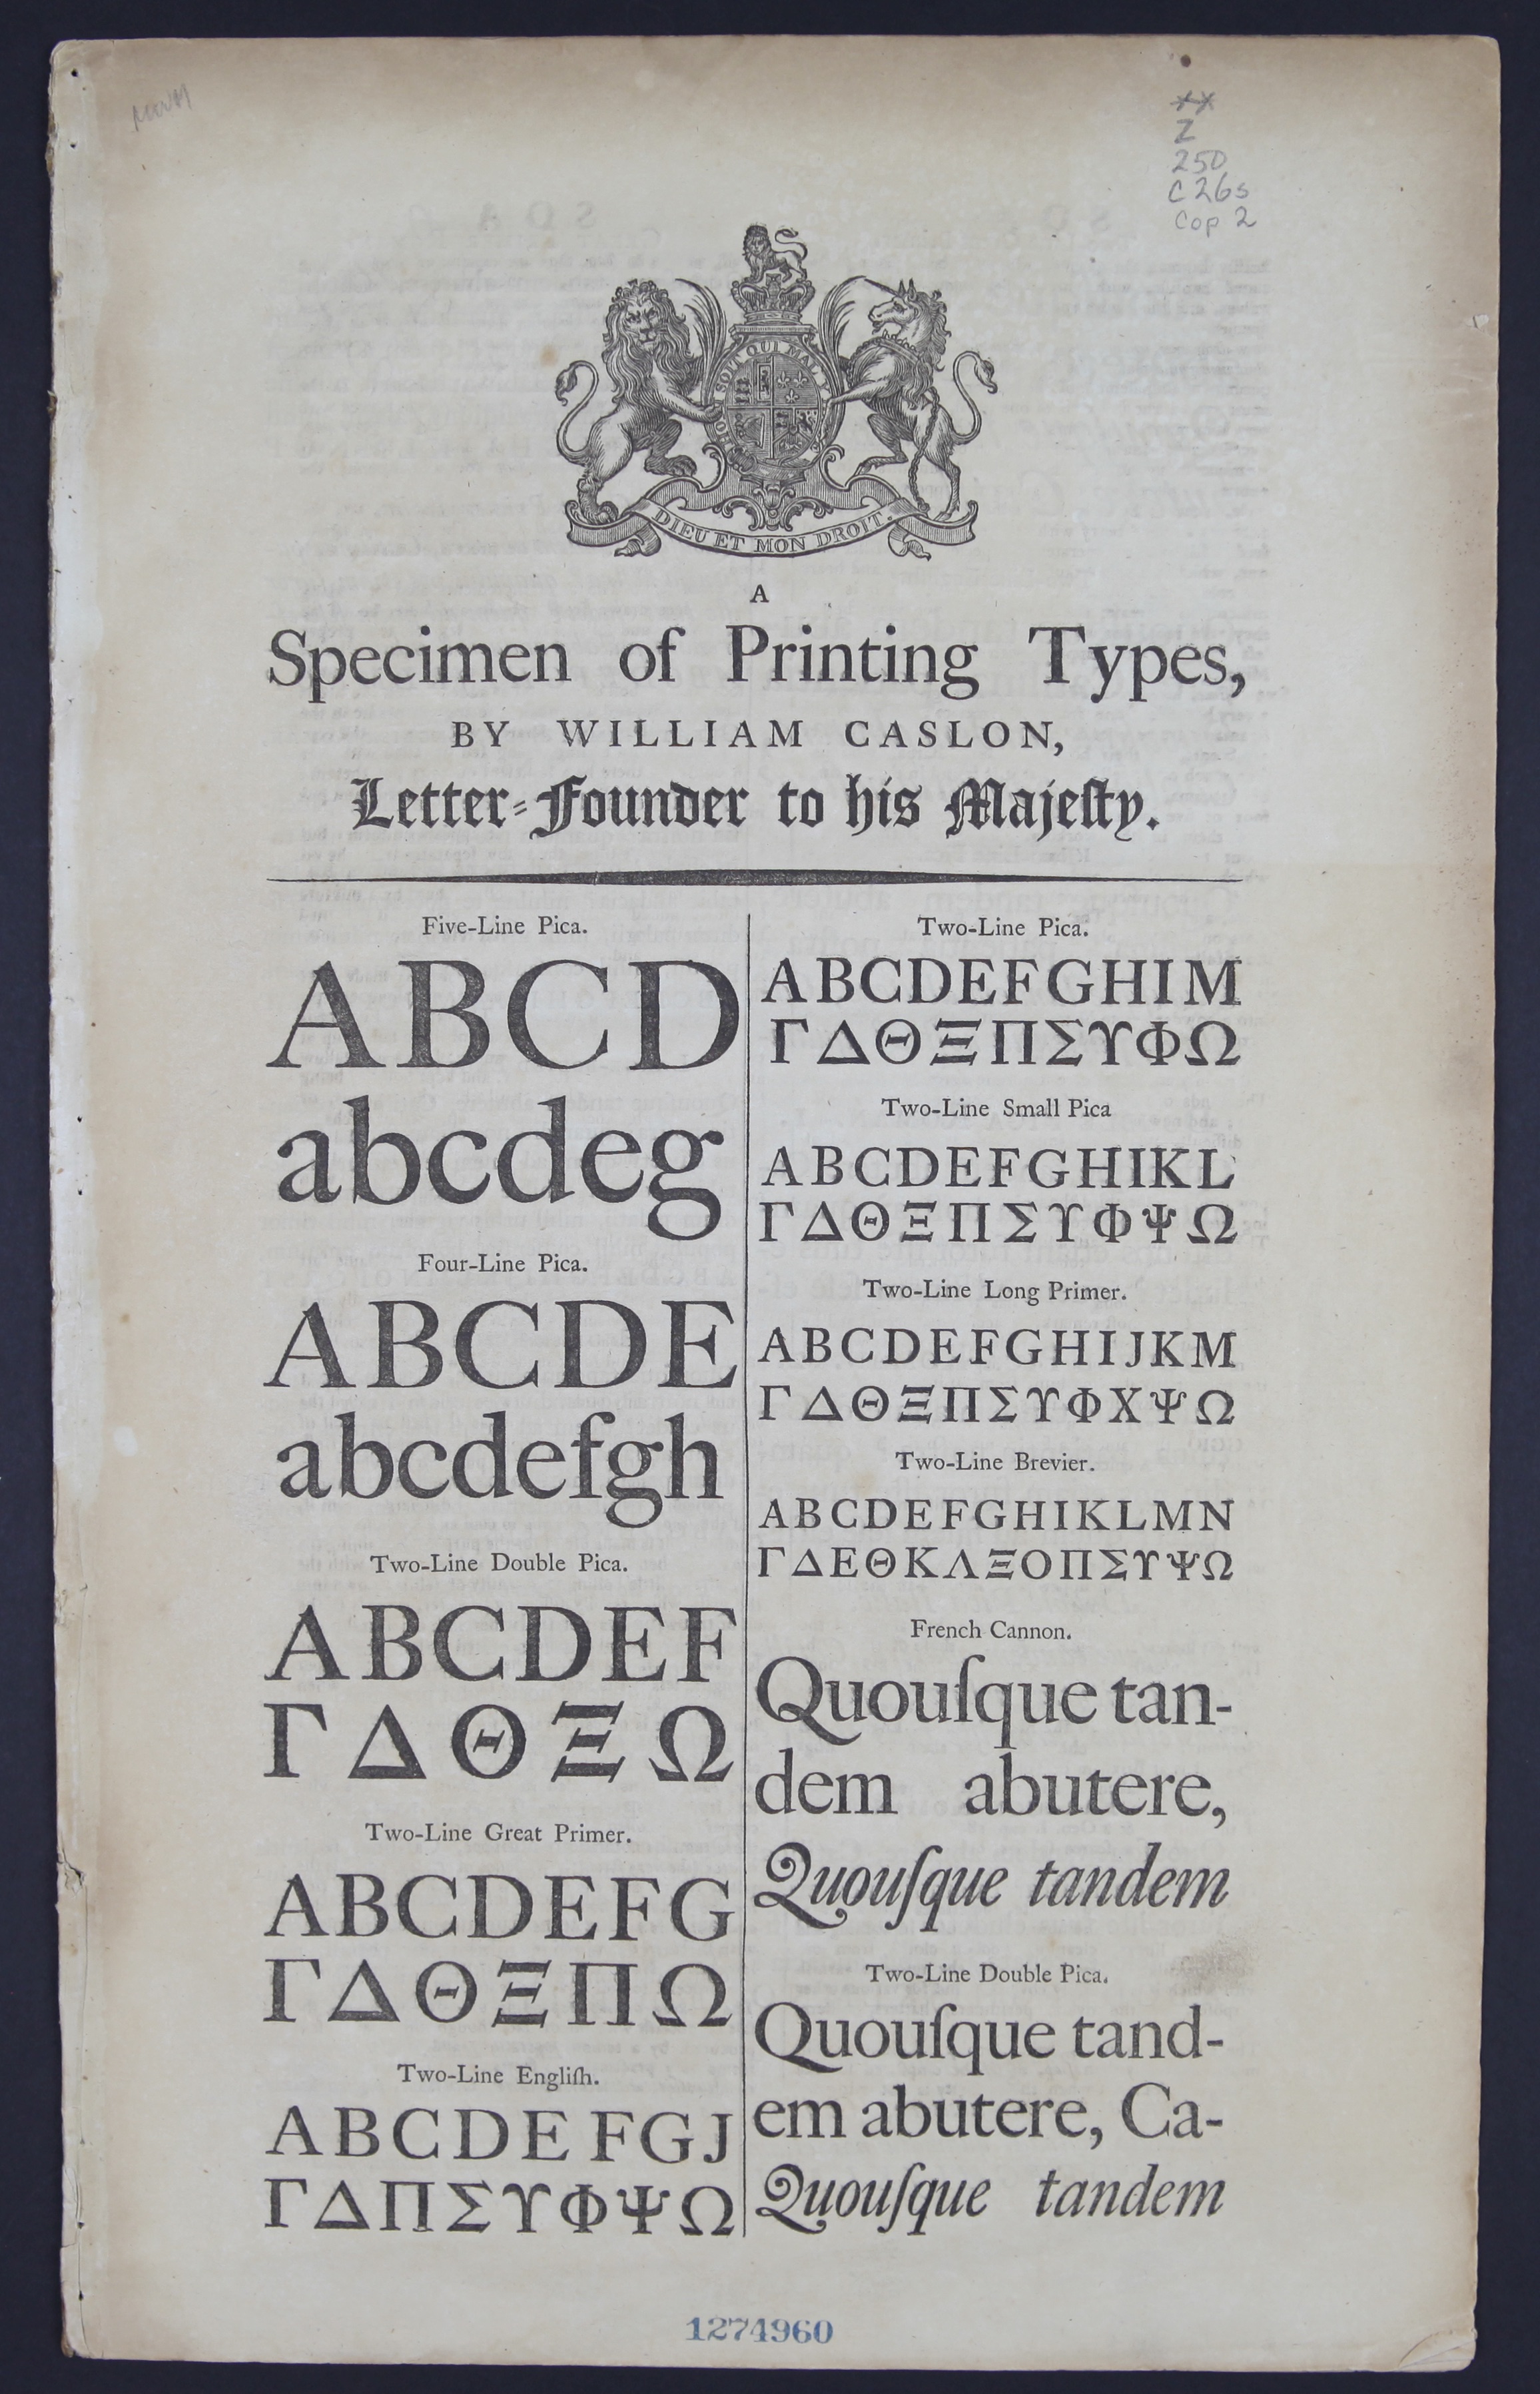 **
Z
250
C26s
Cop 2
HONI SOIT QUI MAL Y
DIEU ET MON DROIT.
A
Specimen of Printing Types,
BY WILLIAM CASLON,
Letter-Founder to his Majeſty.
Five-Line Pica.
ABCD
abcdeg
Four-Line Pica.
ABCDE
abcdefgh
Two-Line Double Pica.
ABCDEF
ΓΔΘΞΩ
Two-Line Great Primer.
ABCDEFG
ΓΔΘΞΠΩ
Two-Line Engliſh.
ABCDEFGJ
ΓΔΠΣΥΦΨΩ
Two-Line Pica.
ABCDEFGHIM
ΓΔΘΞΠΣΥΦΩ
Two-Line Small Pica
ABCDEFGHIKL
ΓΔΘΞΠΣΥΦΨΩ
Two-Line Long Primer.
ABCDEFGHIJKM
ΓΔΘΞΠΣΥΦΧΨΩ
Two-Line Brevier.
ABCDEFGHIKLMN
ΓΔΕΘΚΛΞΟΠΣΥΨΩ
French Cannon.
Quouſque tan-
dem abutere,
Quouſque tandem
Two-Line Double Pica.
Quouſque tand-
em abutere, Ca-
Quouſque tandem
1274960